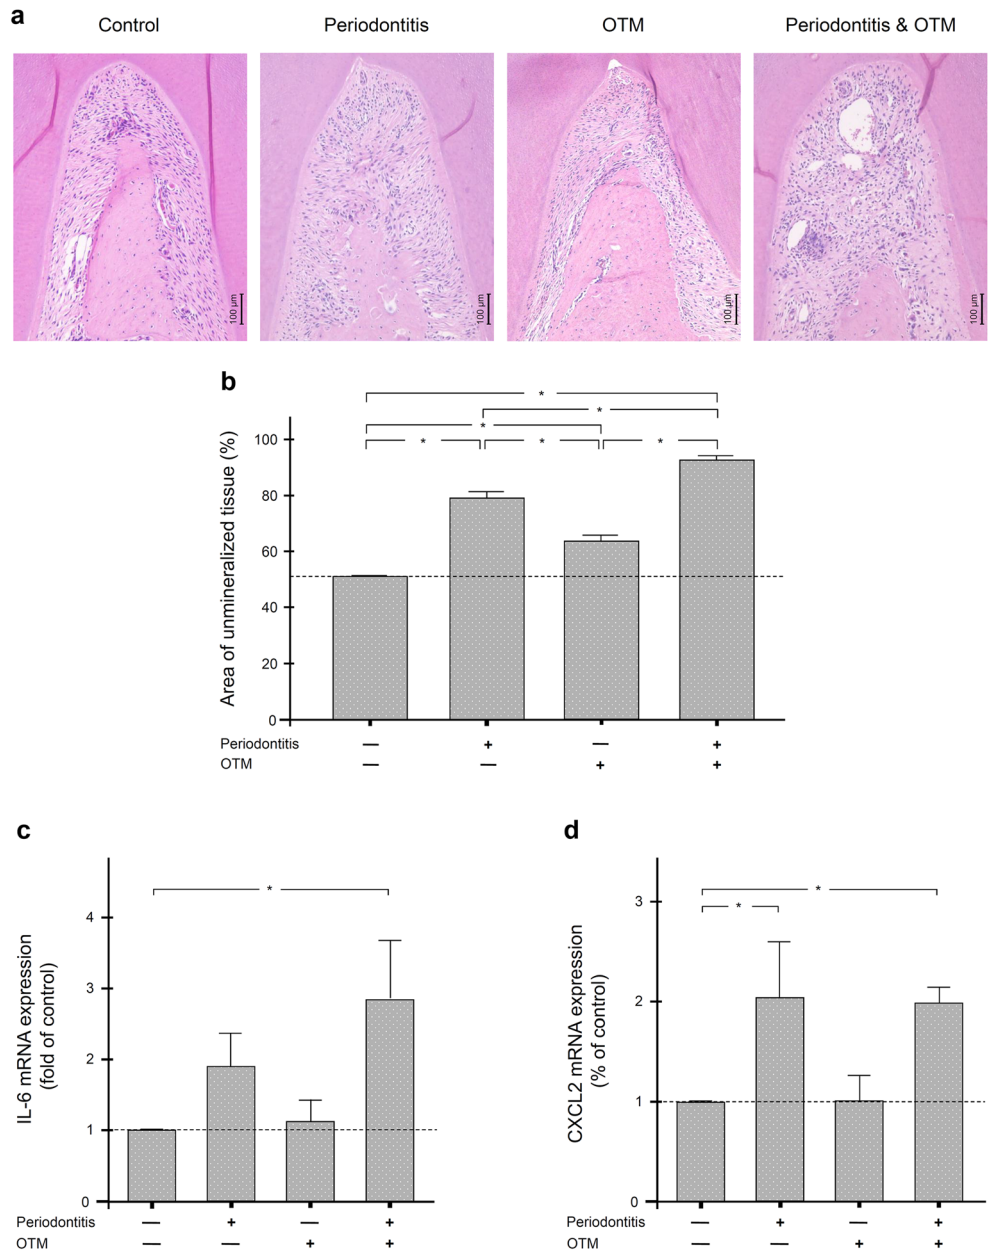 a
Control
Periodontitis
OTM
Periodontitis & OTM
100 µm
100 µm
100 µm
100 µm
b
Area of unmineralized tissue (%)
100
80
60
40
20
0
*
*
*
* * *
Periodontitis — + — +
OTM — — + +
c
IL-6 mRNA expression
(fold of control)
4
3
2
1
0
*
Periodontitis — + — +
OTM — — + +
d
CXCL2 mRNA expression
(% of control)
3
2
1
0
*
*
Periodontitis — + — +
OTM — — + +